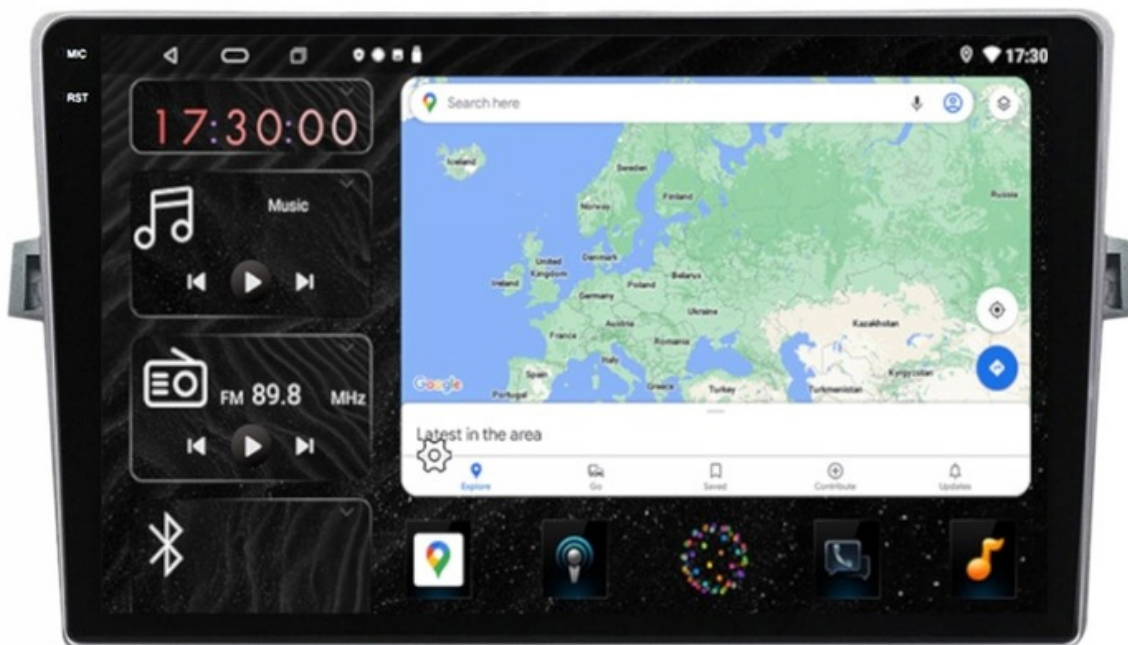 MIC
17:30
RST
17:30:00
Search here
Iceland
Sweden
Finland
Russia
Norway
United Kingdom
Denmark
Ireland
Poland
Belarus
Germany
Ukraine
Austria
Kazakhstan
France
Romania
Italy
Spain
Portugal
Greece
Turkey
Turkmenistan
Kyrgyzstan
Google
Music
FM 89.8 MHz
Latest in the area
Explore
Go
Saved
Contribute
Updates